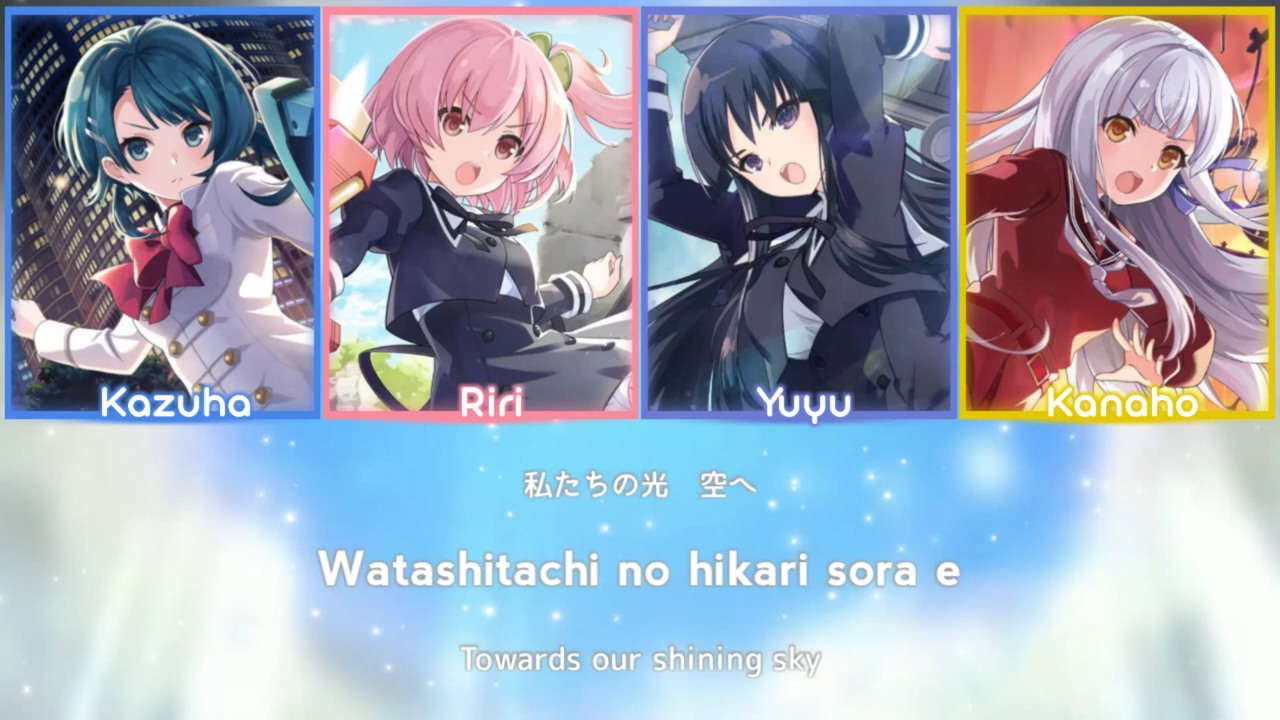 Kazuha
Riri
Yuyu
Kanaho
私たちの光　空へ
Watashitachi no hikari sora e
Towards our shining sky